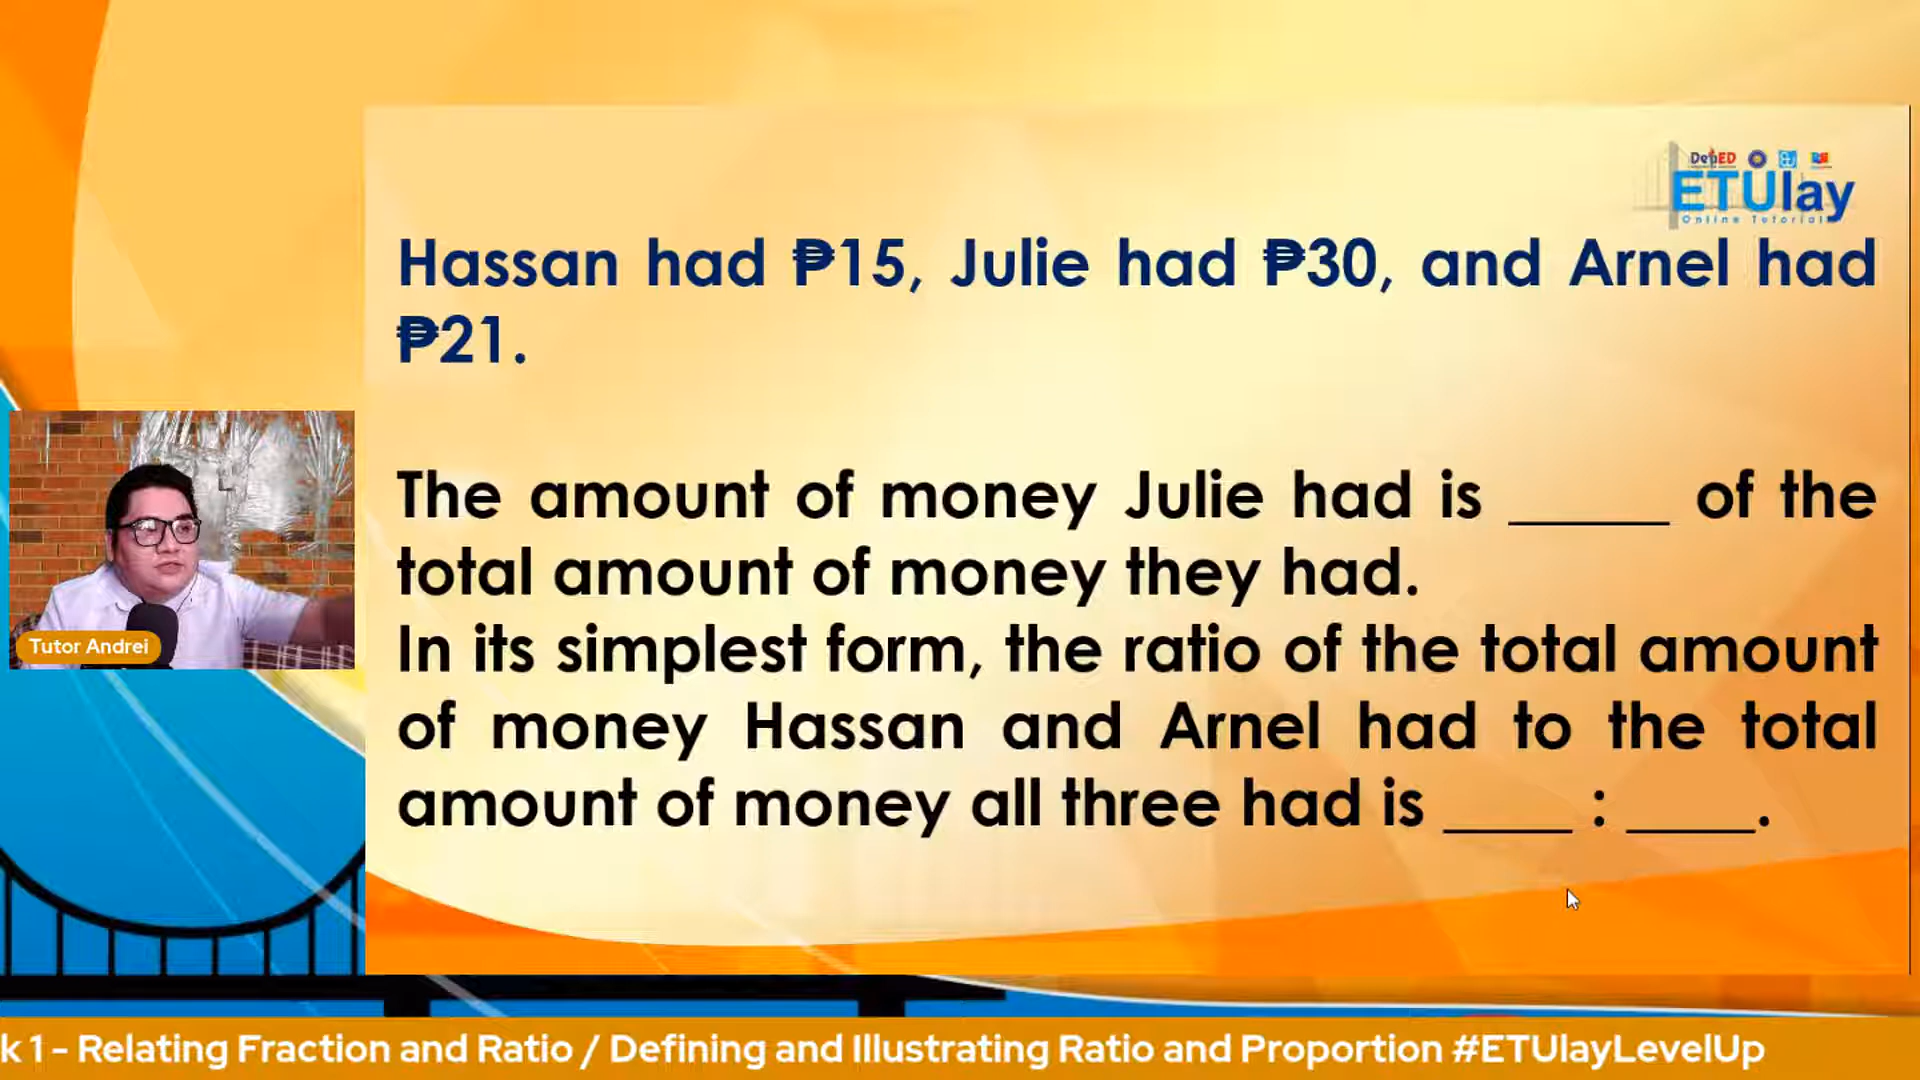 DepED
ETUlay
Online Tutorial
Hassan had ₱15, Julie had ₱30, and Arnel had
₱21.
The amount of money Julie had is _____ of the
total amount of money they had.
In its simplest form, the ratio of the total amount
of money Hassan and Arnel had to the total
amount of money all three had is ____ : ____.
Tutor Andrei
k 1 - Relating Fraction and Ratio / Defining and Illustrating Ratio and Proportion #ETUlayLevelUp